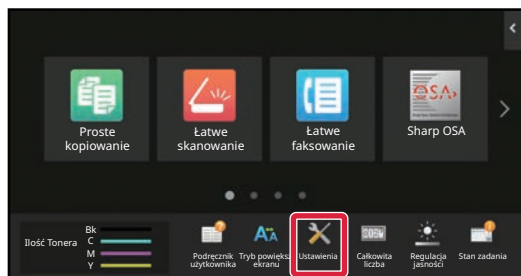 Proste
kopiowanie
Łatwe
skanowanie
Łatwe
faksowanie
OSA
Sharp OSA
Ilość Tonera
Bk
C
M
Y
Podręcznik
użytkownika
Tryb powiększ
ekranu
Ustawienia
Całkowita
liczba
Regulacja
jasności
Stan zadania